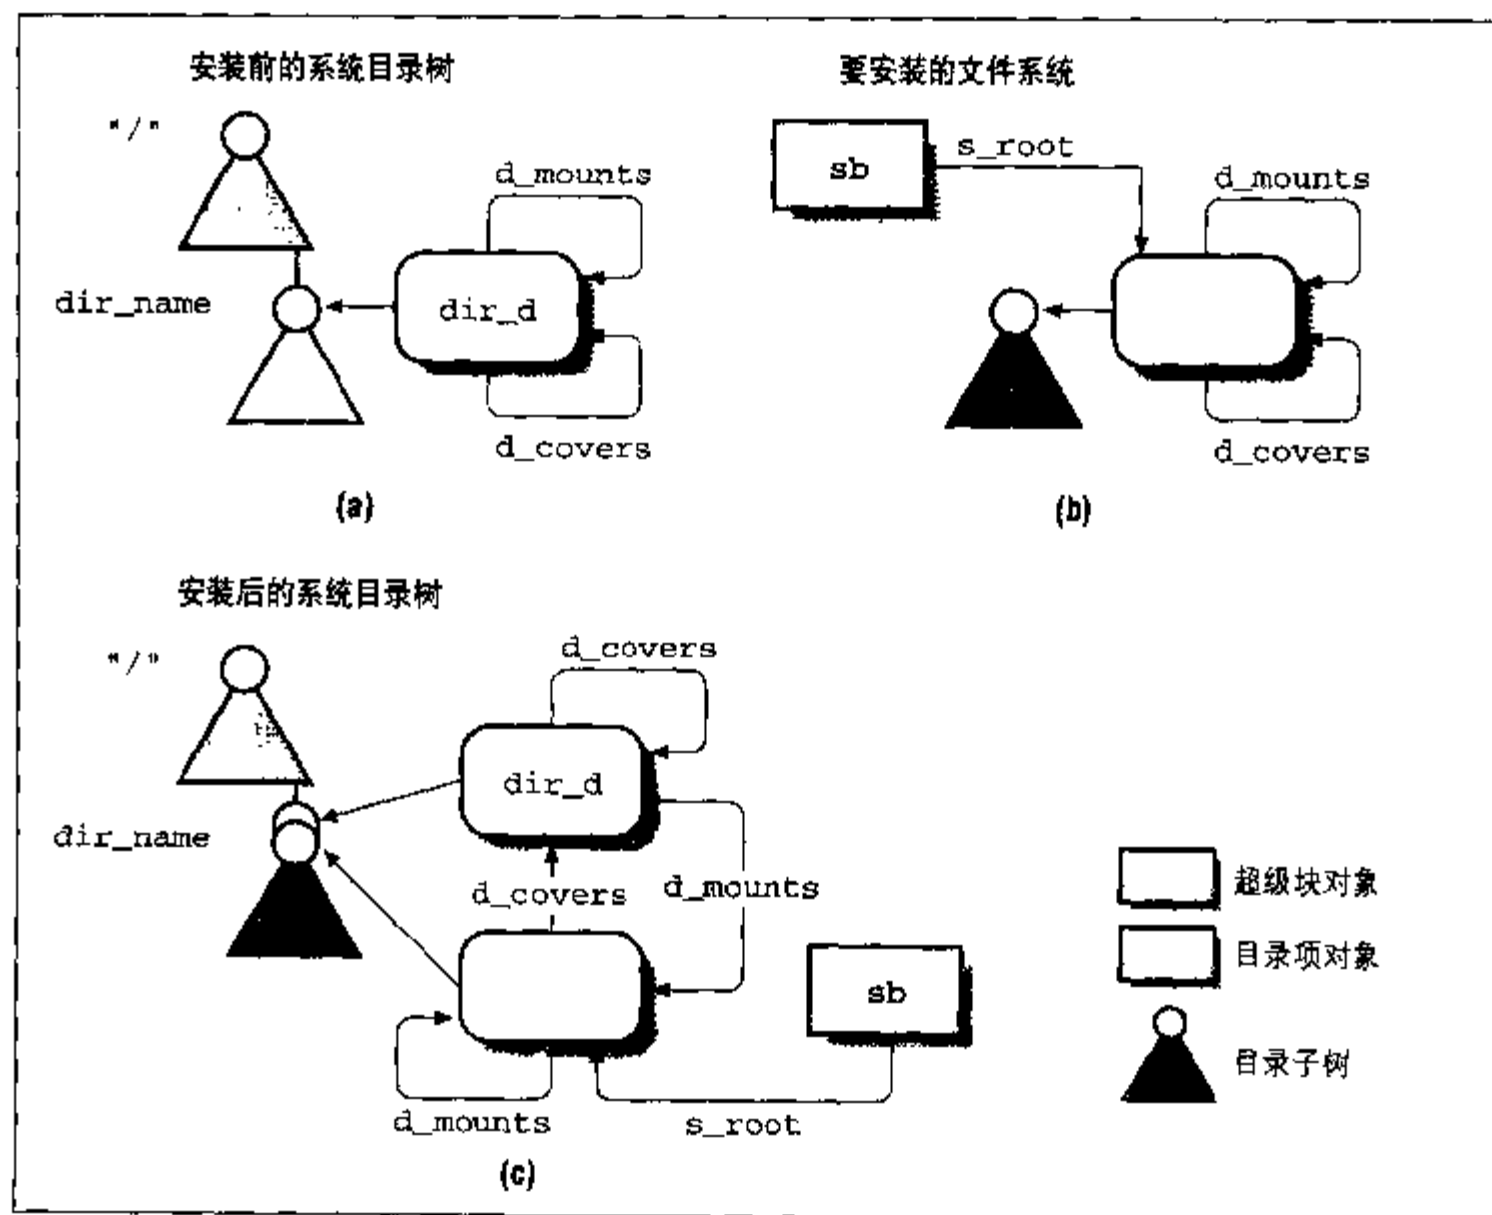 安装前的系统目录树
"/"
d_mounts
dir_name
dir_d
d_covers
(a)
要安装的文件系统
sb
s_root
d_mounts
d_covers
(b)
安装后的系统目录树
"/"
d_covers
dir_d
dir_name
d_covers
d_mounts
sb
d_mounts
s_root
(c)
超级块对象
目录项对象
目录子树